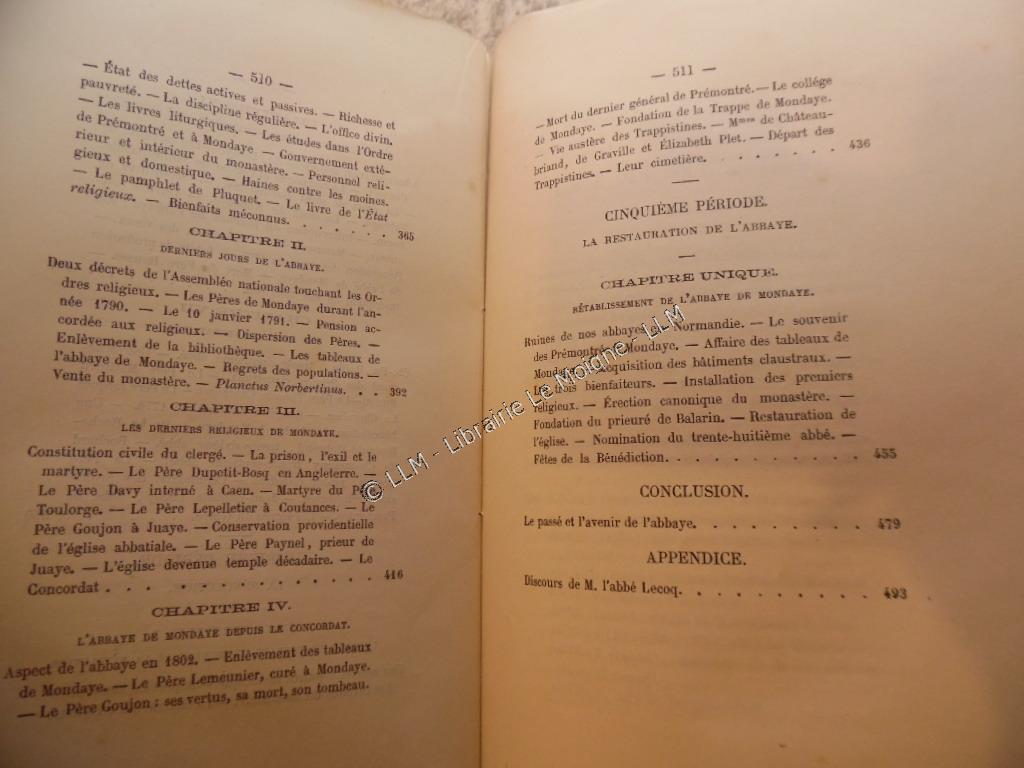 — 510 —
— État des dettes actives et passives. — Richesse et
pauvreté. — La discipline régulière. — L'office divin.
— Les livres liturgiques. — Les études dans l'Ordre
de Prémontré et à Mondaye — Gouvernement exté-
rieur et intérieur du monastère. — Personnel reli-
gieux et domestique. — Haines contre les moines.
— Le pamphlet de Pluquet. — Le livre de l'État
religieux. — Bienfaits méconnus. . . . . . . 365
CHAPITRE II.
DERNIERS JOURS DE L'ABBAYE.
Deux décrets de l'Assemblée nationale touchant les Or-
dres religieux. — Les Pères de Mondaye durant l'an-
née 1790. — Le 10 janvier 1791. — Pension ac-
cordée aux religieux. — Dispersion des Pères. —
Enlèvement de la bibliothèque. — Les tableaux de
l'abbaye de Mondaye. — Regrets des populations. —
Vente du monastère. — Planctus Norbertinus. . . 392
CHAPITRE III.
LES DERNIERS RELIGIEUX DE MONDAYE.
Constitution civile du clergé. — La prison, l'exil et le
martyre. — Le Père Dupetit-Bosq en Angleterre. —
Le Père Davy interné à Caen. — Martyre du Père
Toulorge. — Le Père Lepelletier à Coutances. — Le
Père Goujon à Juaye. — Conservation providentielle
de l'église abbatiale. — Le Père Paynel, prieur de
Juaye. — L'église devenue temple décadaire. — Le
Concordat . . . . . . . . . . . . . 416
CHAPITRE IV.
L'ABBAYE DE MONDAYE DEPUIS LE CONCORDAT.
Aspect de l'abbaye en 1802. — Enlèvement des tableaux
de Mondaye. — Le Père Lemeunier, curé à Mondaye.
— Le Père Goujon : ses vertus, sa mort, son tombeau.
— 511 —
— Mort du dernier général de Prémontré. — Le collége
de Mondaye. — Fondation de la Trappe de Mondaye.
— Vie austère des Trappistines. — Mmes de Château-
briand, de Graville et Élizabeth Plet. — Départ des
Trappistines. — Leur cimetière. . . . . . . . 436
CINQUIÈME PÉRIODE.
LA RESTAURATION DE L'ABBAYE.
CHAPITRE UNIQUE.
RÉTABLISSEMENT DE L'ABBAYE DE MONDAYE.
Ruines de nos abbayes en Normandie. — Le souvenir
des Prémontrés à Mondaye. — Affaire des tableaux de
Mondaye. — Acquisition des bâtiments claustraux. —
Les trois bienfaiteurs. — Installation des premiers
religieux. — Érection canonique du monastère. —
Fondation du prieuré de Balarin. — Restauration de
l'église. — Nomination du trente-huitième abbé. —
Fêtes de la Bénédiction. . . . . . . . . . . 455
CONCLUSION.
Le passé et l'avenir de l'abbaye. . . . . . . . . 479
APPENDICE.
Discours de M. l'abbé Lecoq. . . . . . . . . . 493
© LLM - Librairie Le Moigne - LLM